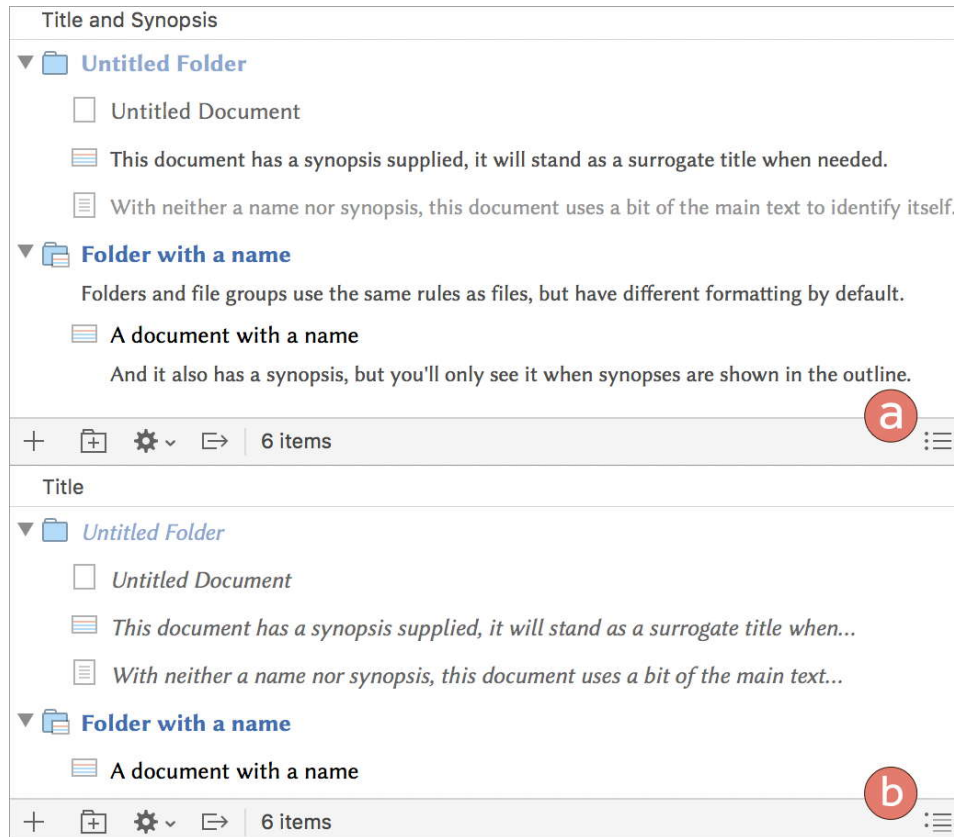 Title and Synopsis
Untitled Folder
Untitled Document
This document has a synopsis supplied, it will stand as a surrogate title when needed.
With neither a name nor synopsis, this document uses a bit of the main text to identify itself.
Folder with a name
Folders and file groups use the same rules as files, but have different formatting by default.
A document with a name
And it also has a synopsis, but you'll only see it when synopses are shown in the outline.
a
6 items
Title
Untitled Folder
Untitled Document
This document has a synopsis supplied, it will stand as a surrogate title when...
With neither a name nor synopsis, this document uses a bit of the main text...
Folder with a name
A document with a name
b
6 items